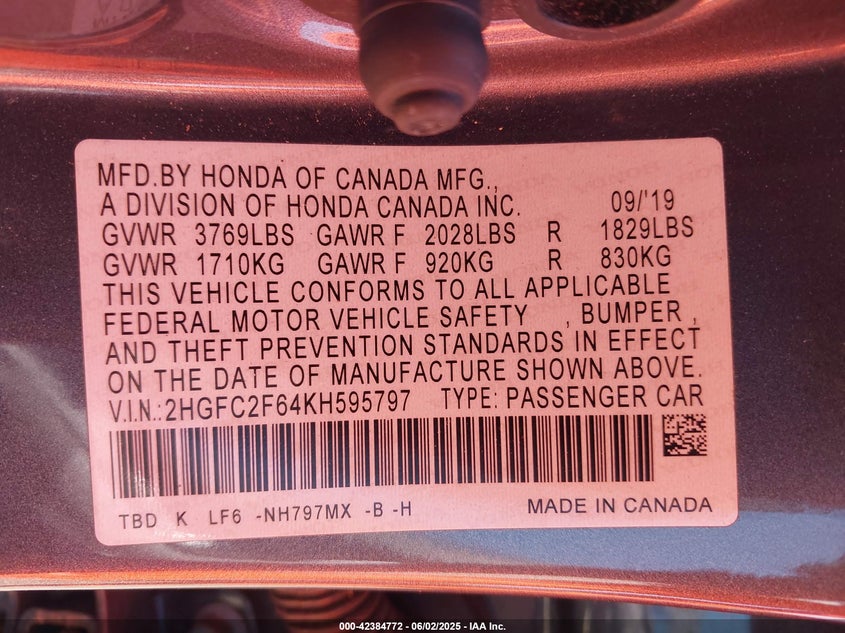 MFD.BY HONDA OF CANADA MFG.,
A DIVISION OF HONDA CANADA INC. 09/'19
GVWR 3769LBS GAWR F 2028LBS R 1829LBS
GVWR 1710KG GAWR F 920KG R 830KG
THIS VEHICLE CONFORMS TO ALL APPLICABLE
FEDERAL MOTOR VEHICLE SAFETY , BUMPER ,
AND THEFT PREVENTION STANDARDS IN EFFECT
ON THE DATE OF MANUFACTURE SHOWN ABOVE.
V.I.N.:2HGFC2F64KH595797 TYPE: PASSENGER CAR
TBD K LF6 -NH797MX -B -H MADE IN CANADA
000-42384772 - 06/02/2025 - IAA Inc.